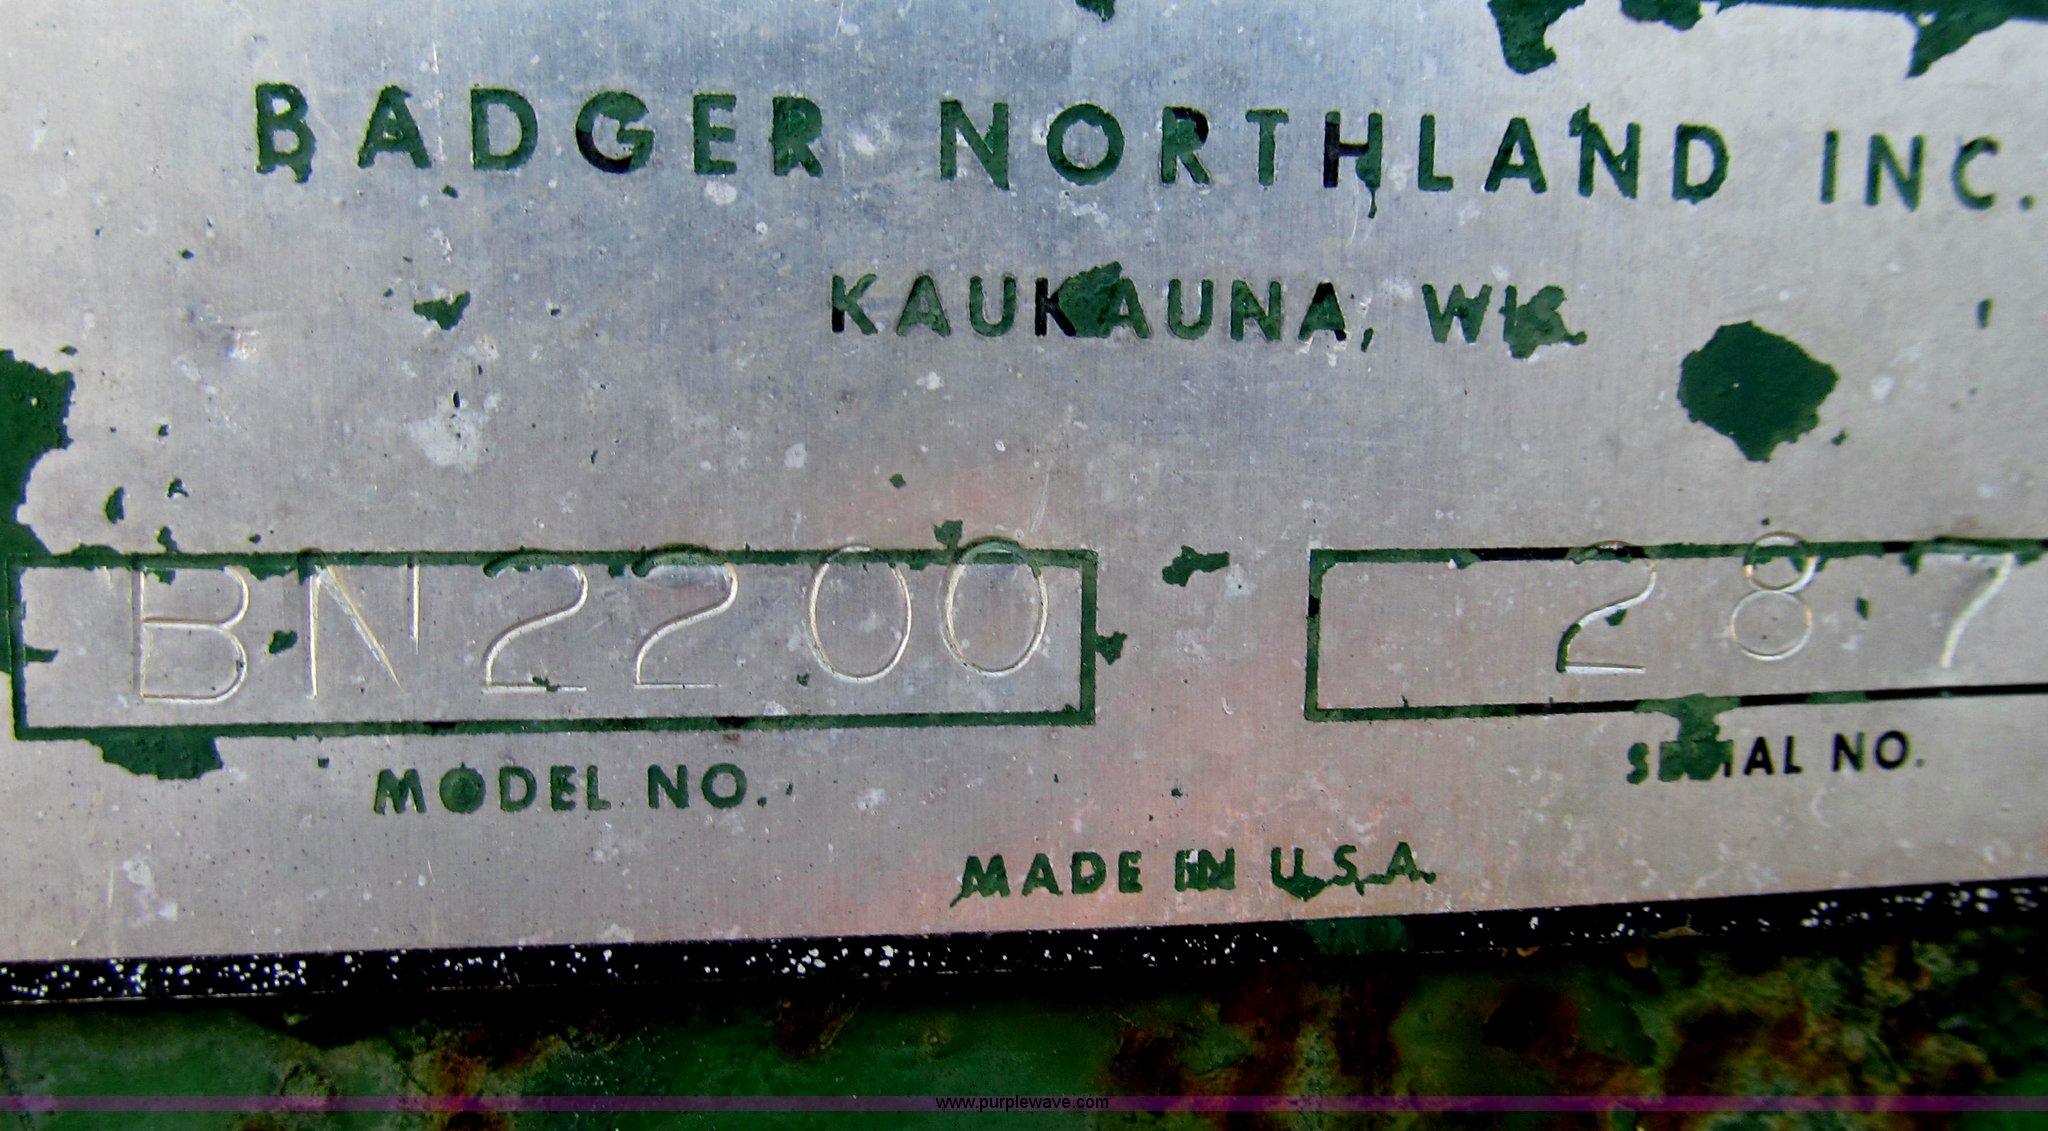 BADGER NORTHLAND INC.
KAUKAUNA, WIS.
BN2200 287
MODEL NO. SERIAL NO.
MADE IN U.S.A.
www.purplewave.com